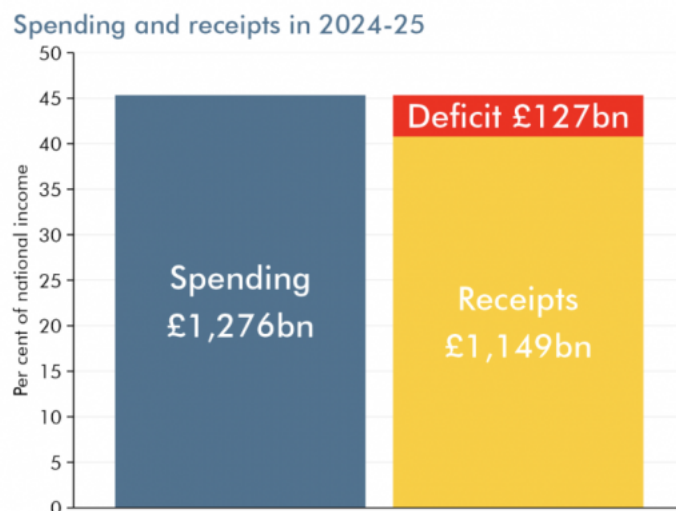 Spending and receipts in 2024-25
Per cent of national income
50
45
40
35
30
25
20
15
10
5
0
Spending
£1,276bn
Deficit £127bn
Receipts
£1,149bn